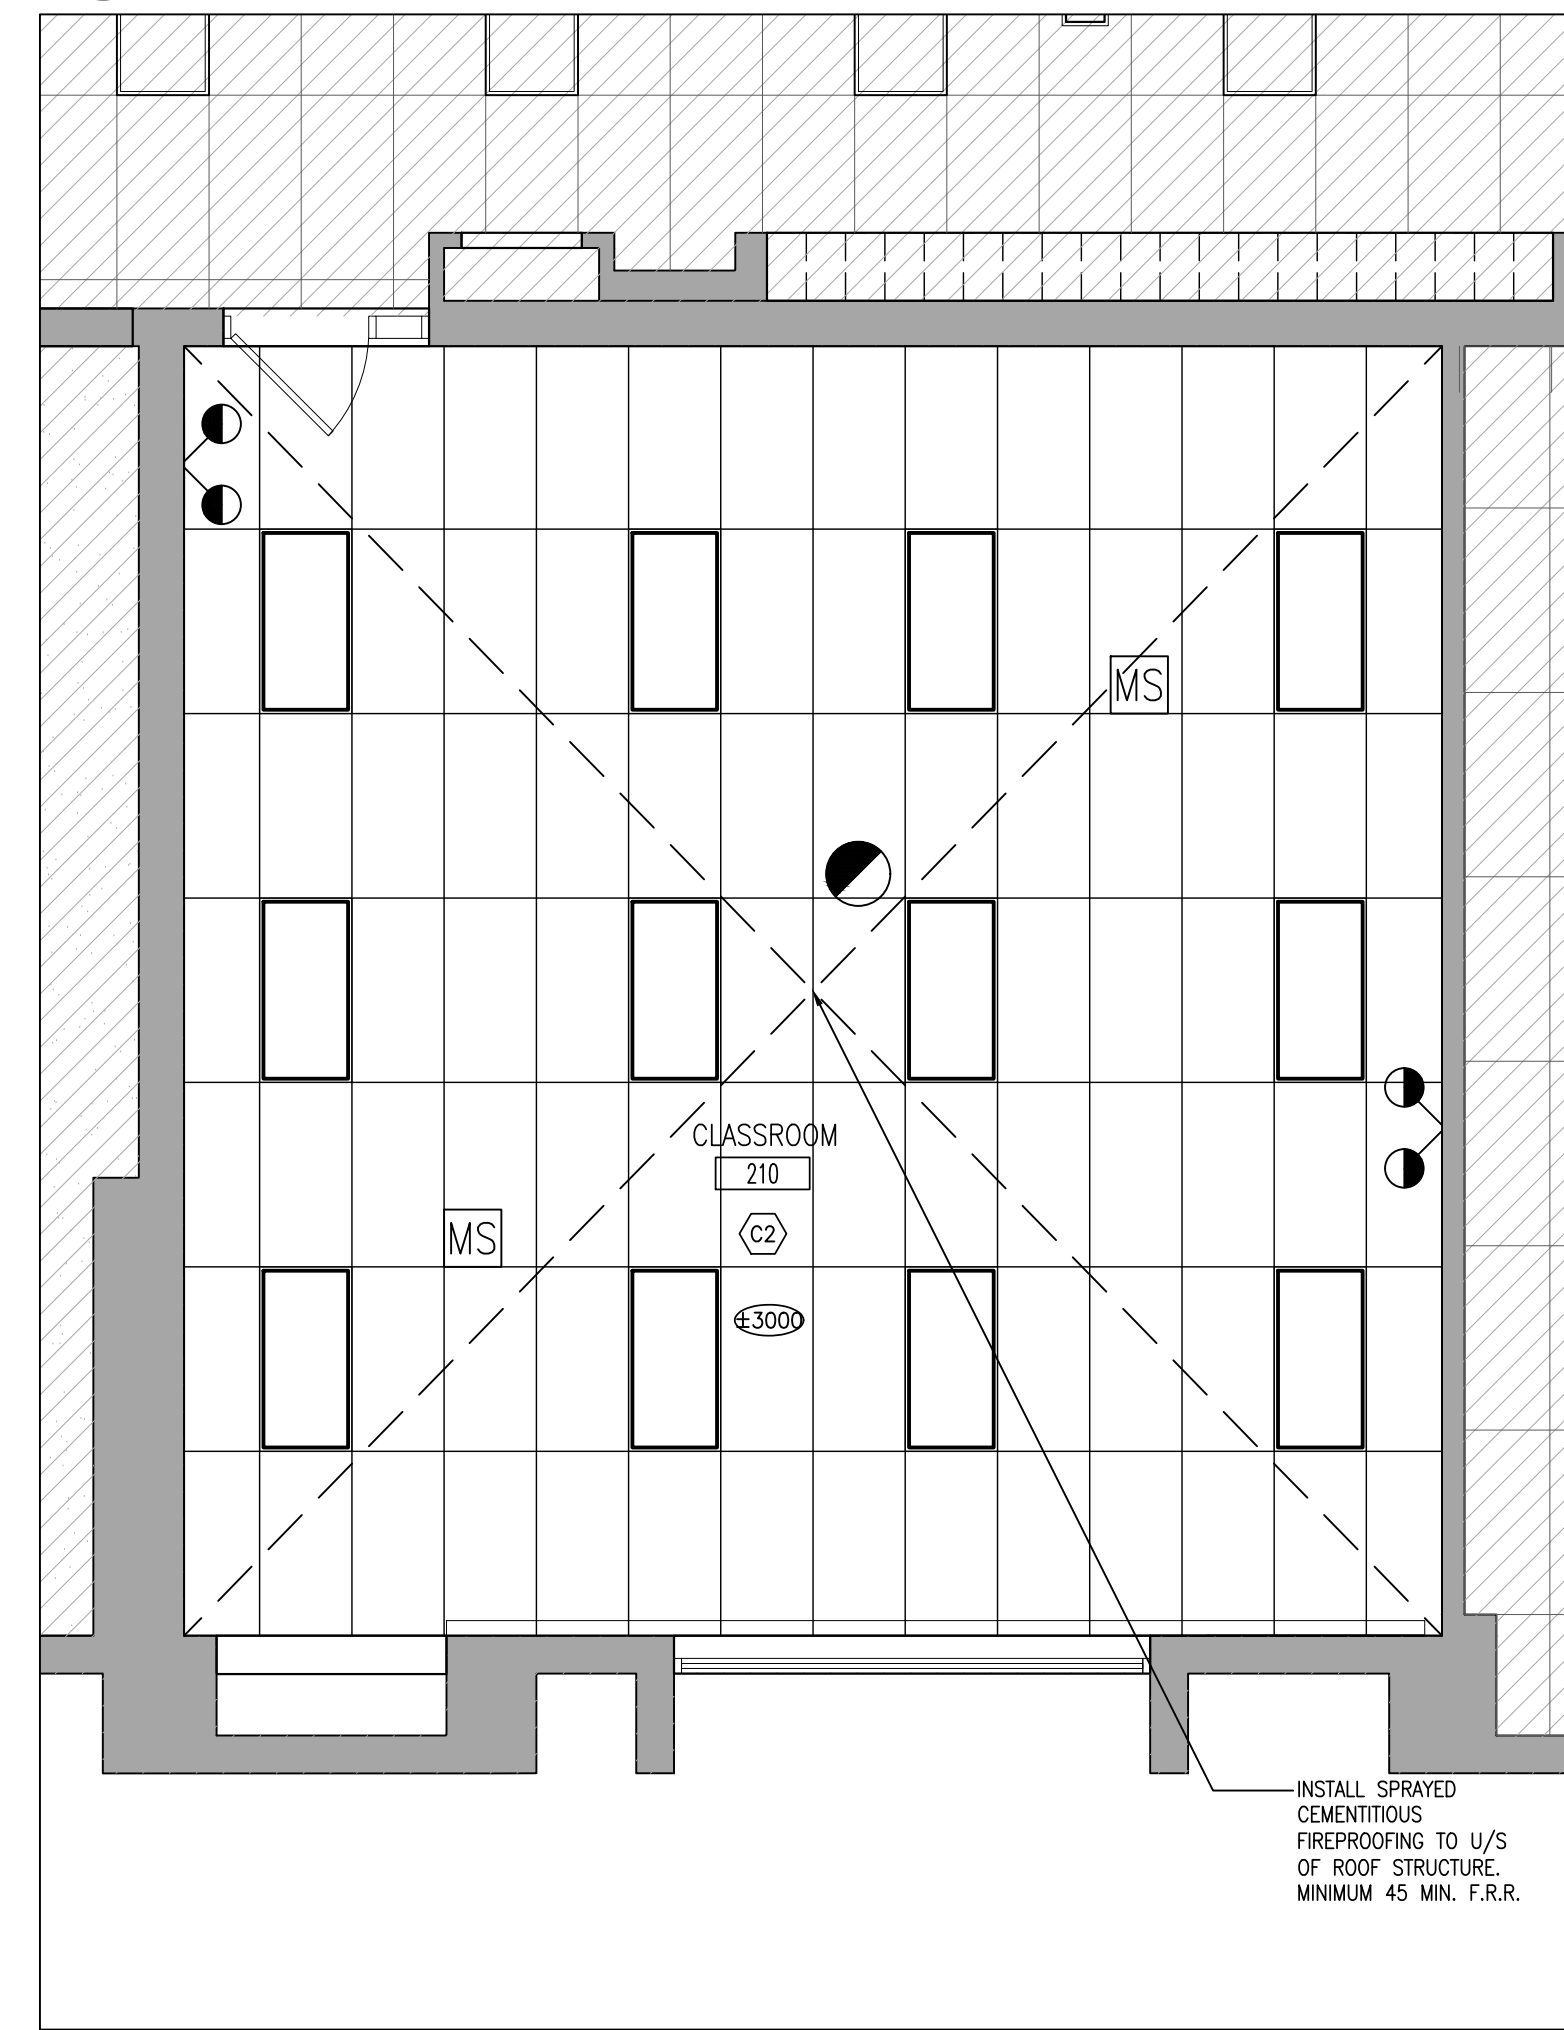 MS
CLASSROOM
210
MS
C2
±3000
INSTALL SPRAYED
CEMENTITIOUS
FIREPROOFING TO U/S
OF ROOF STRUCTURE.
MINIMUM 45 MIN. F.R.R.